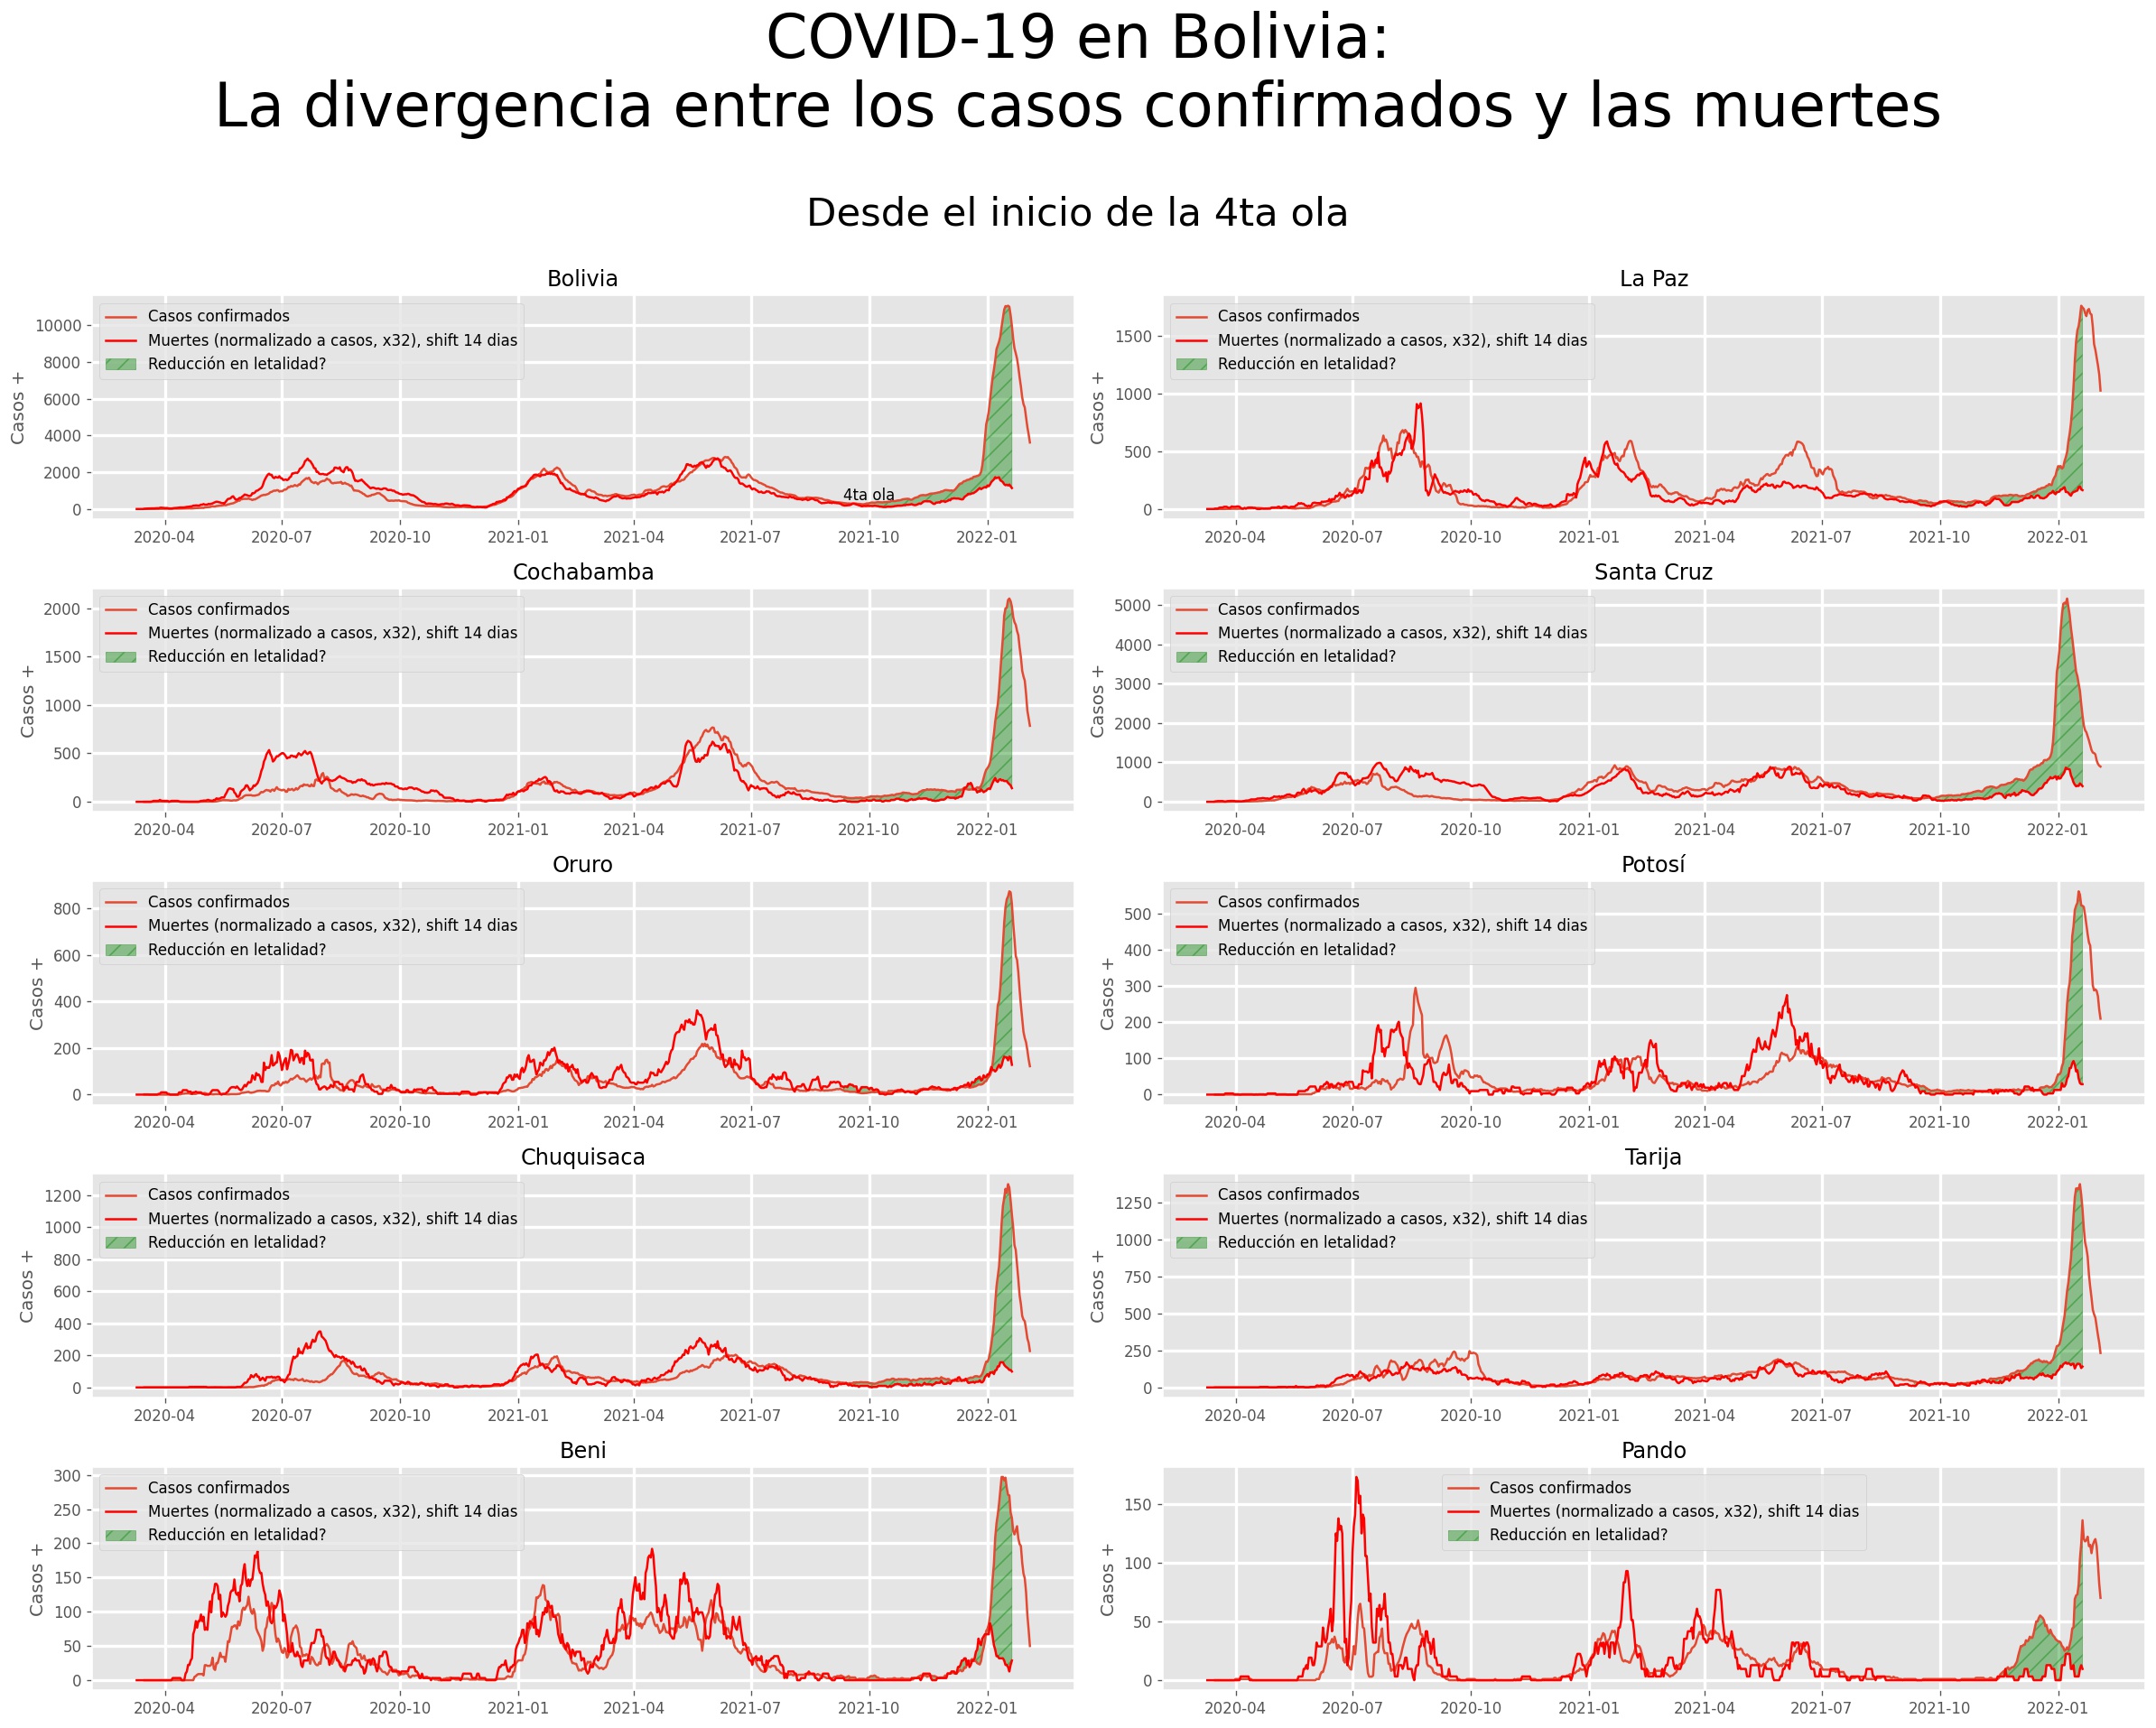 COVID-19 en Bolivia:
La divergencia entre los casos confirmados y las muertes
Desde el inicio de la 4ta ola
Bolivia
Casos +
10000
8000
6000
4000
2000
0
Casos confirmados
Muertes (normalizado a casos, x32), shift 14 dias
Reducción en letalidad?
4ta ola
2020-04 2020-07 2020-10 2021-01 2021-04 2021-07 2021-10 2022-01
La Paz
Casos +
1500
1000
500
0
Casos confirmados
Muertes (normalizado a casos, x32), shift 14 dias
Reducción en letalidad?
2020-04 2020-07 2020-10 2021-01 2021-04 2021-07 2021-10 2022-01
Cochabamba
Casos +
2000
1500
1000
500
0
Casos confirmados
Muertes (normalizado a casos, x32), shift 14 dias
Reducción en letalidad?
2020-04 2020-07 2020-10 2021-01 2021-04 2021-07 2021-10 2022-01
Santa Cruz
Casos +
5000
4000
3000
2000
1000
0
Casos confirmados
Muertes (normalizado a casos, x32), shift 14 dias
Reducción en letalidad?
2020-04 2020-07 2020-10 2021-01 2021-04 2021-07 2021-10 2022-01
Oruro
Casos +
800
600
400
200
0
Casos confirmados
Muertes (normalizado a casos, x32), shift 14 dias
Reducción en letalidad?
2020-04 2020-07 2020-10 2021-01 2021-04 2021-07 2021-10 2022-01
Potosí
Casos +
500
400
300
200
100
0
Casos confirmados
Muertes (normalizado a casos, x32), shift 14 dias
Reducción en letalidad?
2020-04 2020-07 2020-10 2021-01 2021-04 2021-07 2021-10 2022-01
Chuquisaca
Casos +
1200
1000
800
600
400
200
0
Casos confirmados
Muertes (normalizado a casos, x32), shift 14 dias
Reducción en letalidad?
2020-04 2020-07 2020-10 2021-01 2021-04 2021-07 2021-10 2022-01
Tarija
Casos +
1250
1000
750
500
250
0
Casos confirmados
Muertes (normalizado a casos, x32), shift 14 dias
Reducción en letalidad?
2020-04 2020-07 2020-10 2021-01 2021-04 2021-07 2021-10 2022-01
Beni
Casos +
300
250
200
150
100
50
0
Casos confirmados
Muertes (normalizado a casos, x32), shift 14 dias
Reducción en letalidad?
2020-04 2020-07 2020-10 2021-01 2021-04 2021-07 2021-10 2022-01
Pando
Casos +
150
100
50
0
Casos confirmados
Muertes (normalizado a casos, x32), shift 14 dias
Reducción en letalidad?
2020-04 2020-07 2020-10 2021-01 2021-04 2021-07 2021-10 2022-01